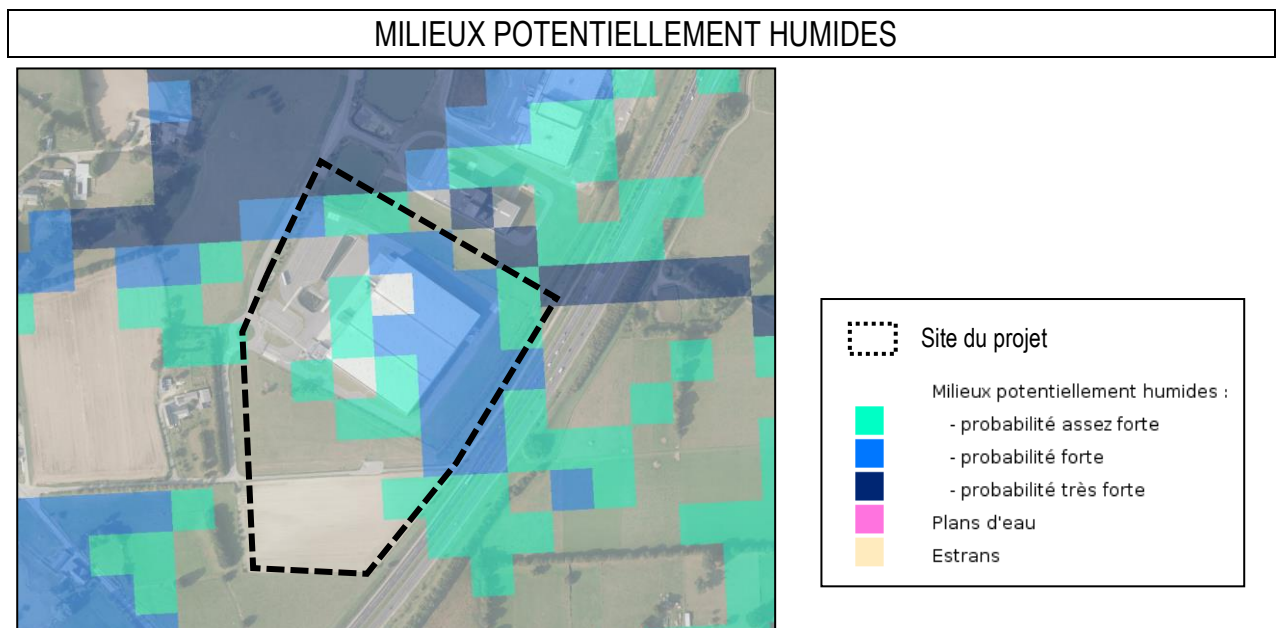 MILIEUX POTENTIELLEMENT HUMIDES
Site du projet
Milieux potentiellement humides :
- probabilité assez forte
- probabilité forte
- probabilité très forte
Plans d'eau
Estrans